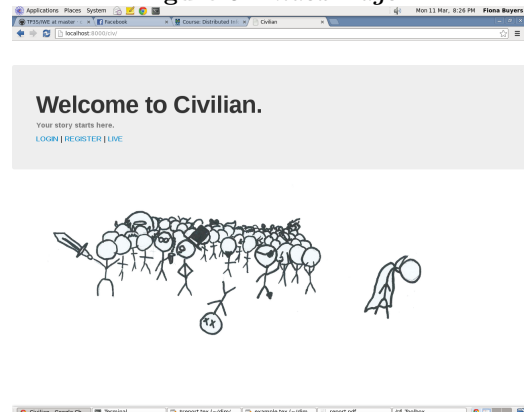 Applications Places System
Mon 11 Mar, 8:26 PM Fiona Buyers
Facebook
Course: Distributed
Civilian
localhost:8000/civ/
Welcome to Civilian.
Your story starts here.
LOGIN | REGISTER | LIVE
Terminal
report.pdf
Toolbox